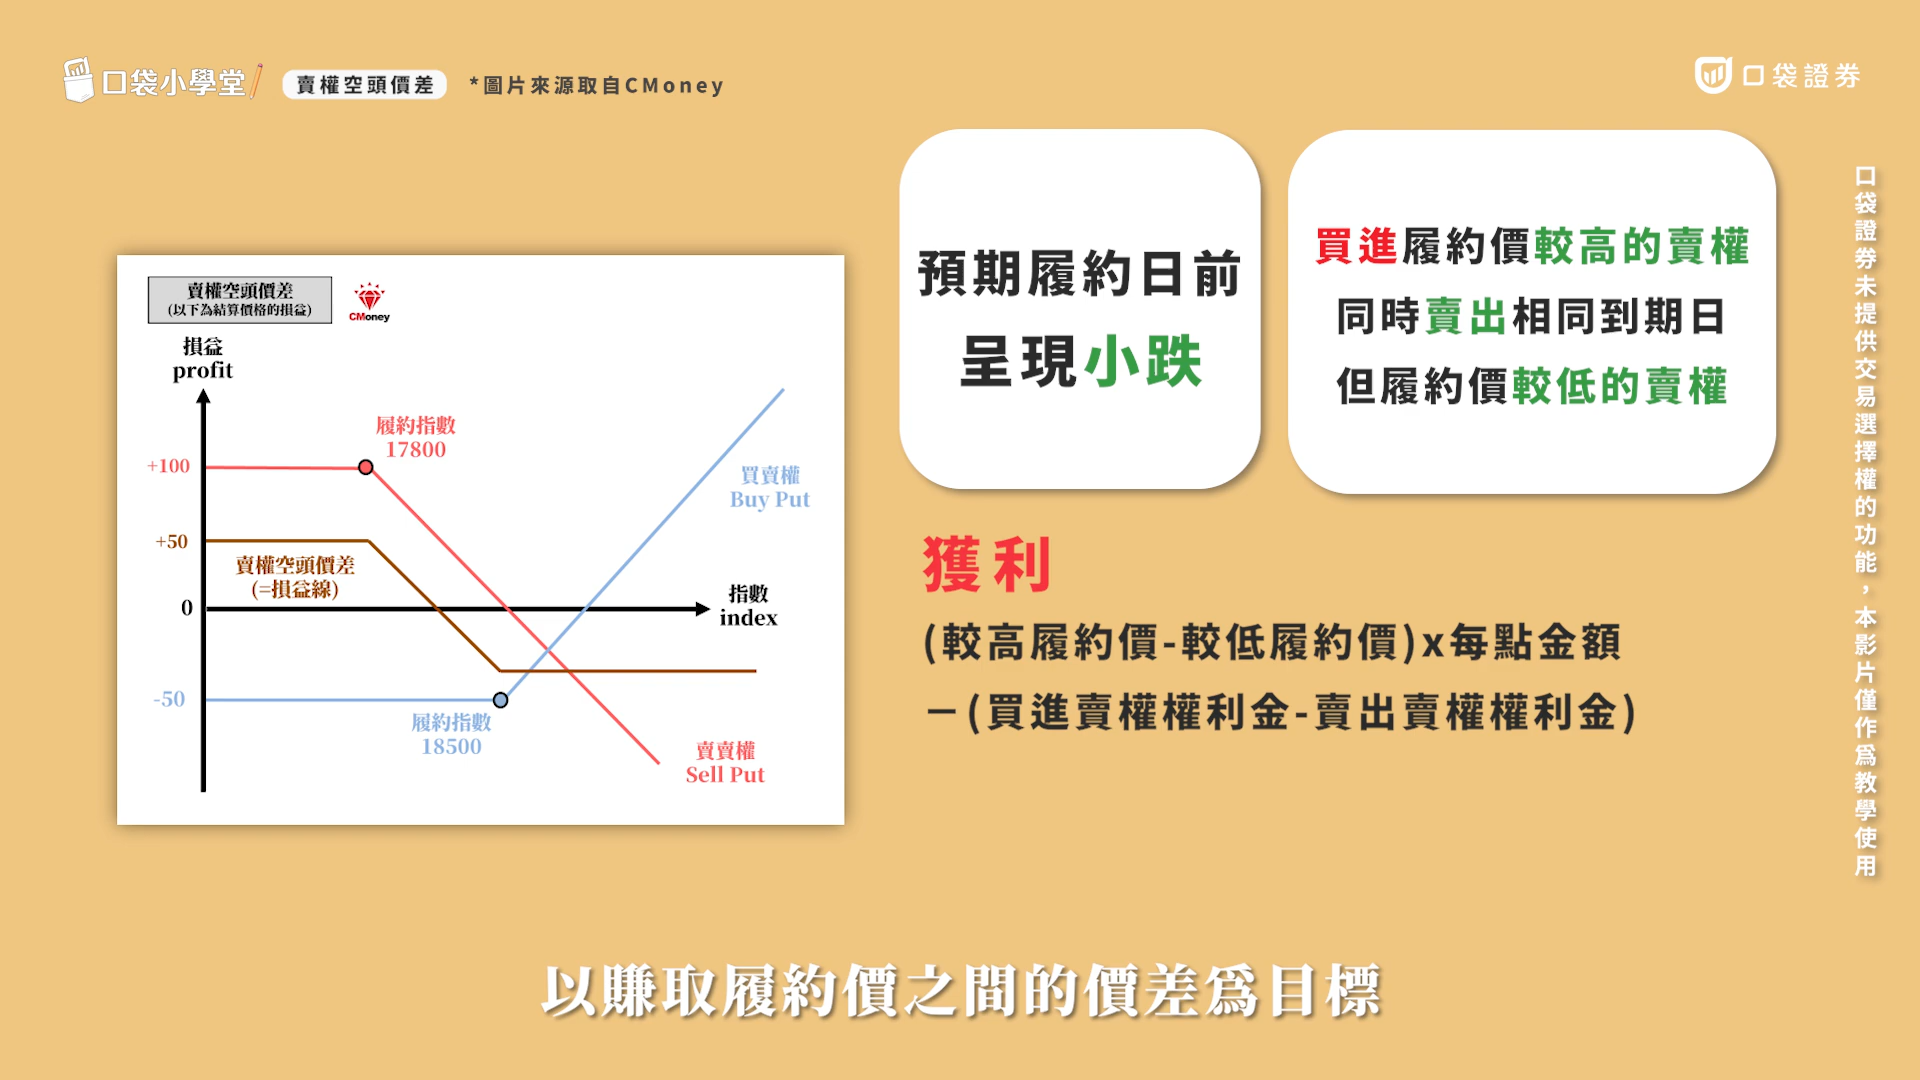 口袋小學堂
賣權空頭價差
*圖片來源取自CMoney
口袋證券
賣權空頭價差
(以下為結算價格的損益)
CMoney
損益
profit
履約指數
17800
+100
買賣權
Buy Put
+50
賣權空頭價差
(=損益線)
0
指數
index
-50
履約指數
18500
賣賣權
Sell Put
預期履約日前
呈現小跌
買進履約價較高的賣權
同時賣出相同到期日
但履約價較低的賣權
獲利
(較高履約價-較低履約價)x每點金額
－(買進賣權權利金-賣出賣權權利金)
口袋證券未提供交易選擇權的功能，本影片僅作爲教學使用
以賺取履約價之間的價差爲目標